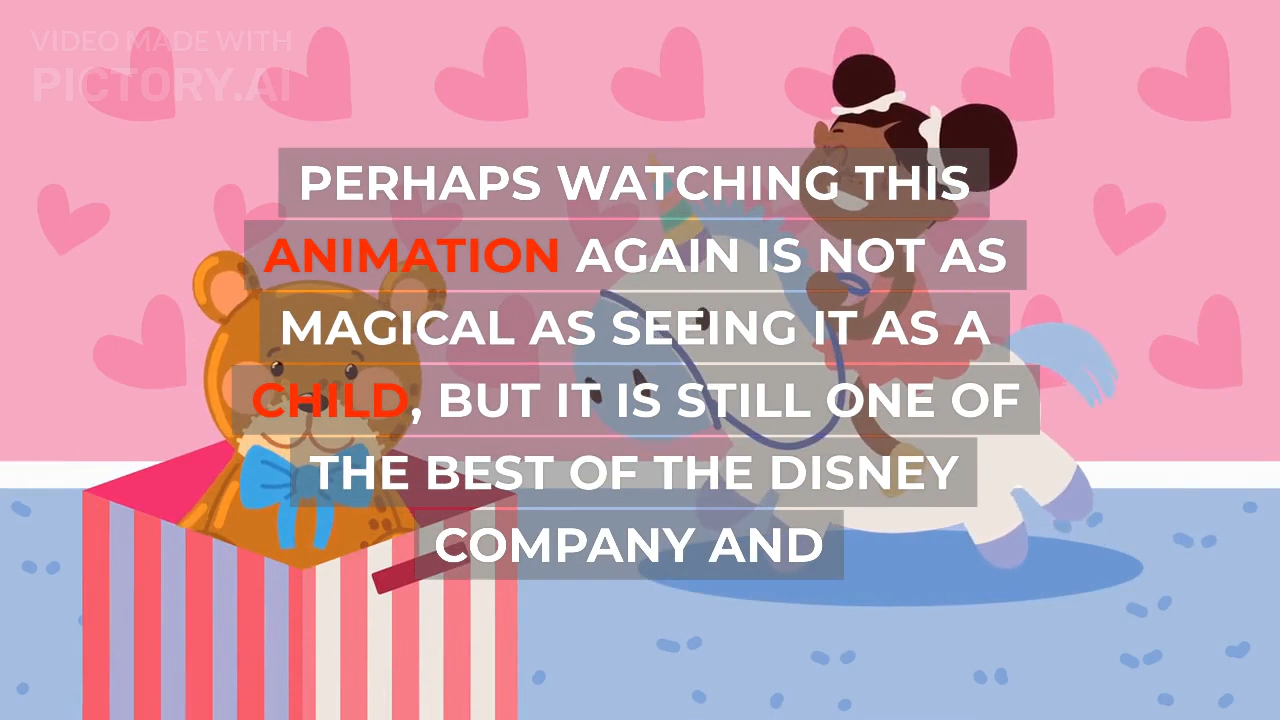 VIDEO MADE WITH
PICTORY.AI
PERHAPS WATCHING THIS
ANIMATION AGAIN IS NOT AS
MAGICAL AS SEEING IT AS A
CHILD, BUT IT IS STILL ONE OF
THE BEST OF THE DISNEY
COMPANY AND